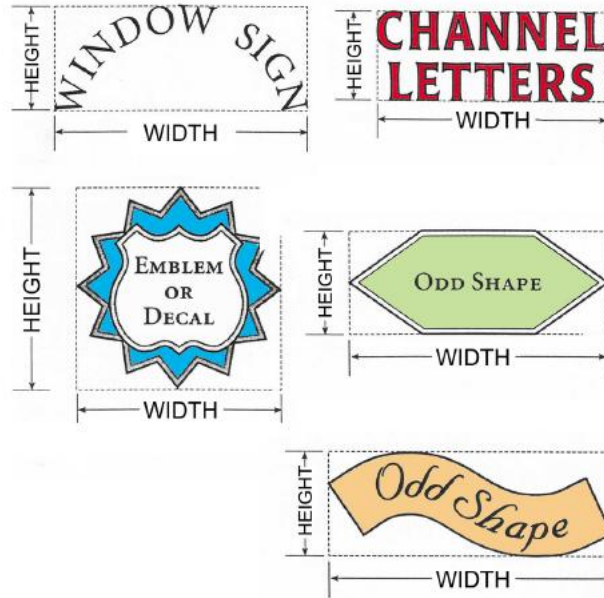 HEIGHT
WINDOW SIGN
WIDTH
HEIGHT
CHANNEL
LETTERS
WIDTH
HEIGHT
EMBLEM
OR
DECAL
WIDTH
HEIGHT
ODD SHAPE
WIDTH
HEIGHT
Odd Shape
WIDTH